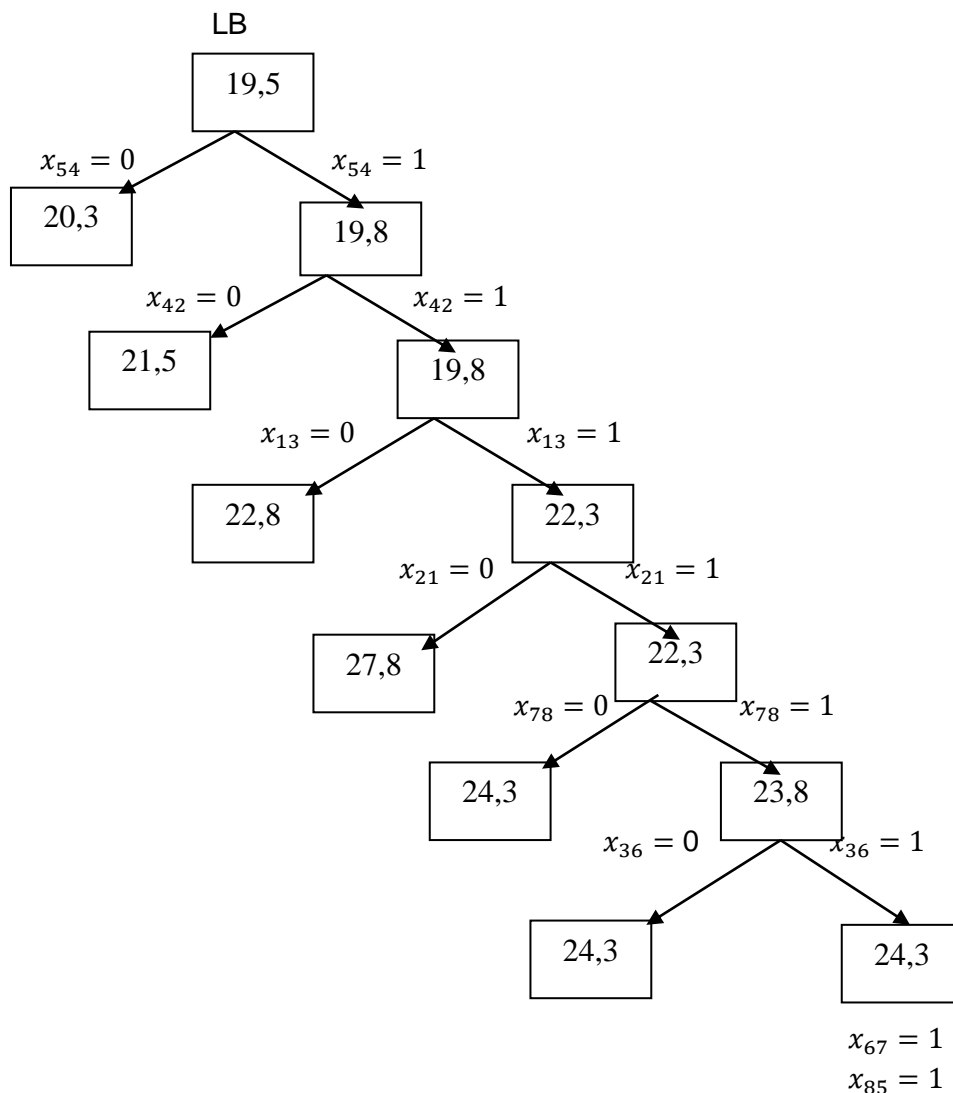 LB
19,5
x₅₄ = 0
x₅₄ = 1
20,3
19,8
x₄₂ = 0
x₄₂ = 1
21,5
19,8
x₁₃ = 0
x₁₃ = 1
22,8
22,3
x₂₁ = 0
x₂₁ = 1
27,8
22,3
x₇₈ = 0
x₇₈ = 1
24,3
23,8
x₃₆ = 0
x₃₆ = 1
24,3
24,3
x₆₇ = 1
x₈₅ = 1